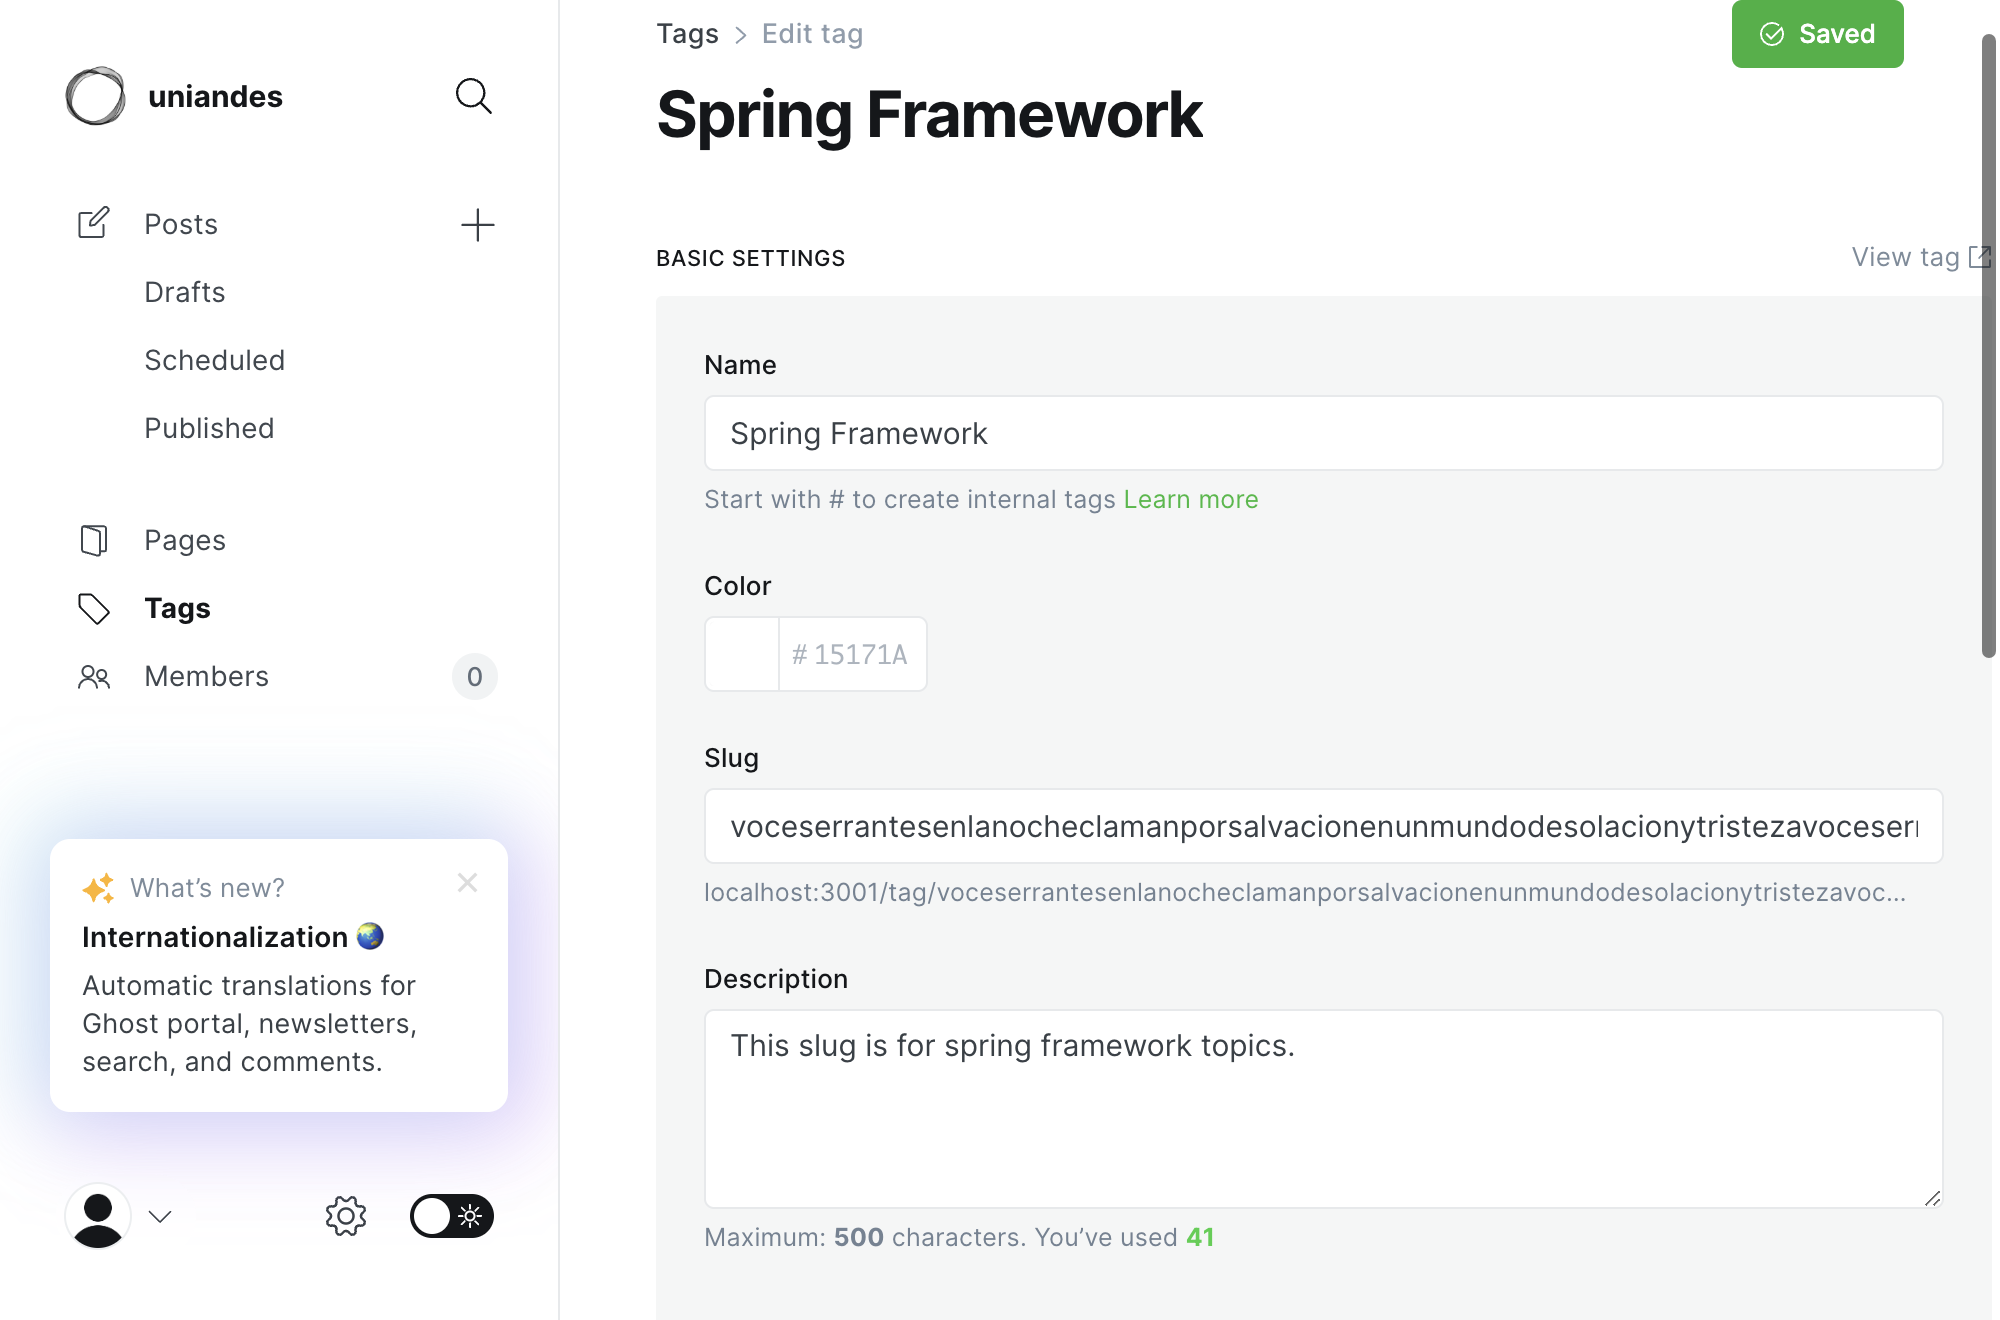 uniandes
Posts
Drafts
Scheduled
Published
Pages
Tags
Members
0
What’s new?
Internationalization
Automatic translations for
Ghost portal, newsletters,
search, and comments.
Tags > Edit tag
Saved
Spring Framework
BASIC SETTINGS
View tag
Name
Spring Framework
Start with # to create internal tags Learn more
Color
# 15171A
Slug
voceserrantesenlanocheclamanporsalvacionenunmundodesolacionytristezavoceser
localhost:3001/tag/voceserrantesenlanocheclamanporsalvacionenunmundodesolacionytristezavoc...
Description
This slug is for spring framework topics.
Maximum: 500 characters. You’ve used 41